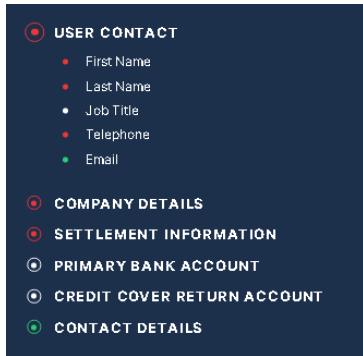 USER CONTACT
First Name
Last Name
Job Title
Telephone
Email
COMPANY DETAILS
SETTLEMENT INFORMATION
PRIMARY BANK ACCOUNT
CREDIT COVER RETURN ACCOUNT
CONTACT DETAILS